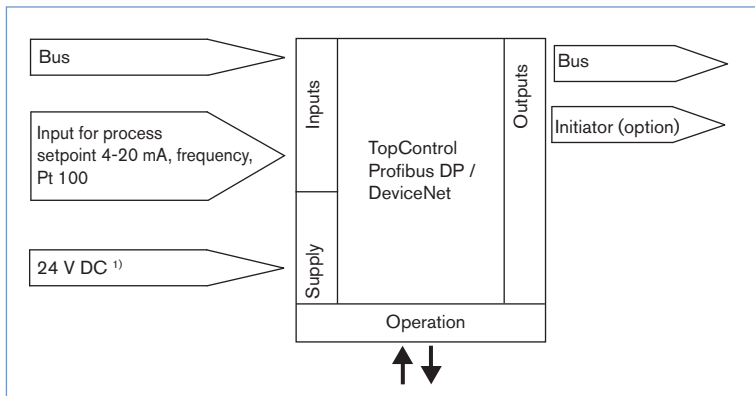 Bus
Input for process
setpoint 4-20 mA, frequency,
Pt 100
24 V DC 1)
Inputs
Supply
TopControl
Profibus DP /
DeviceNet
Outputs
Operation
Bus
Initiator (option)